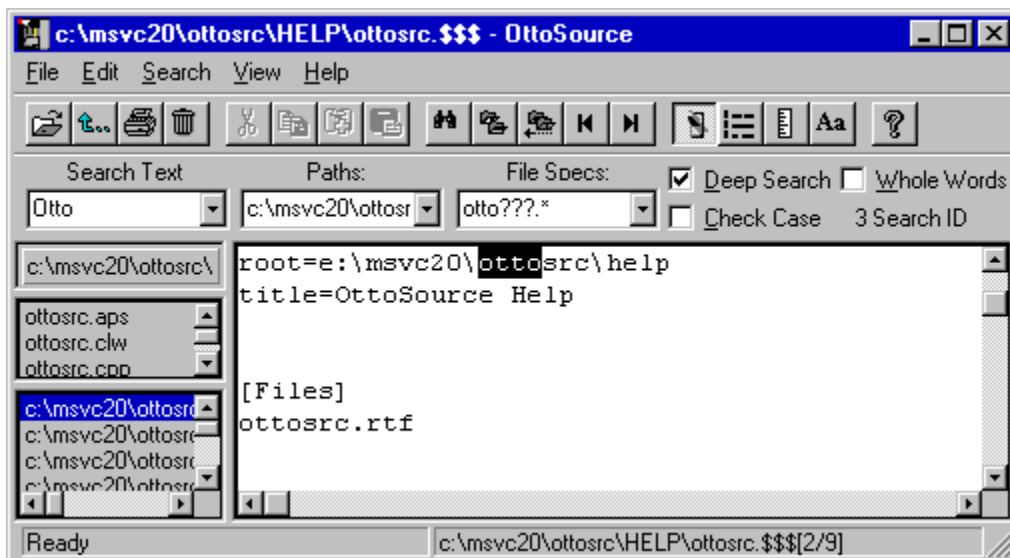 c:\msvc20\ottosrc\HELP\ottosrc.$$$ - OttoSource
File Edit Search View Help
Aa
Search Text Paths: File Specs: Deep Search Whole Words
Otto c:\msvc20\ottosr otto???.* Check Case 3 Search ID
c:\msvc20\ottosrc\
ottosrc.aps
ottosrc.clw
ottosrc.cpp
c:\msvc20\ottosrc
c:\msvc20\ottosrc
c:\msvc20\ottosrc
c:\msvc20\ottosrc
root=e:\msvc20\ottosrc\help
title=OttoSource Help
[Files]
ottosrc.rtf
Ready c:\msvc20\ottosrc\HELP\ottosrc.$$$[2/9]